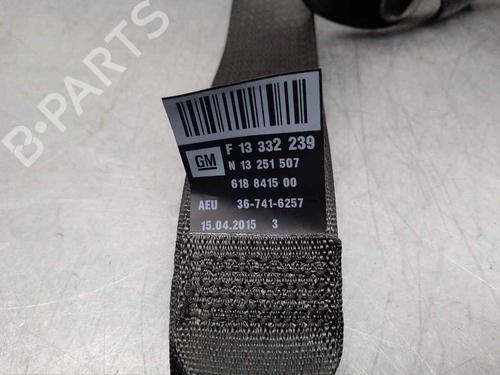 B-PARTS
GM
F 13 332 239
N 13 251 507
618 8415 00
AEU 36-741-6257
15.04.2015 3